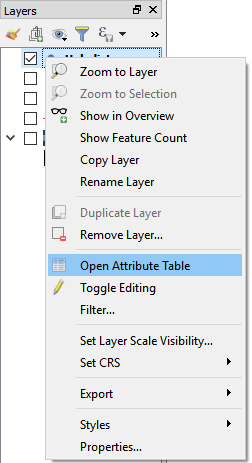 Layers
Zoom to Layer
Zoom to Selection
Show in Overview
Show Feature Count
Copy Layer
Rename Layer
Duplicate Layer
Remove Layer...
Open Attribute Table
Toggle Editing
Filter...
Set Layer Scale Visibility...
Set CRS
Export
Styles
Properties...